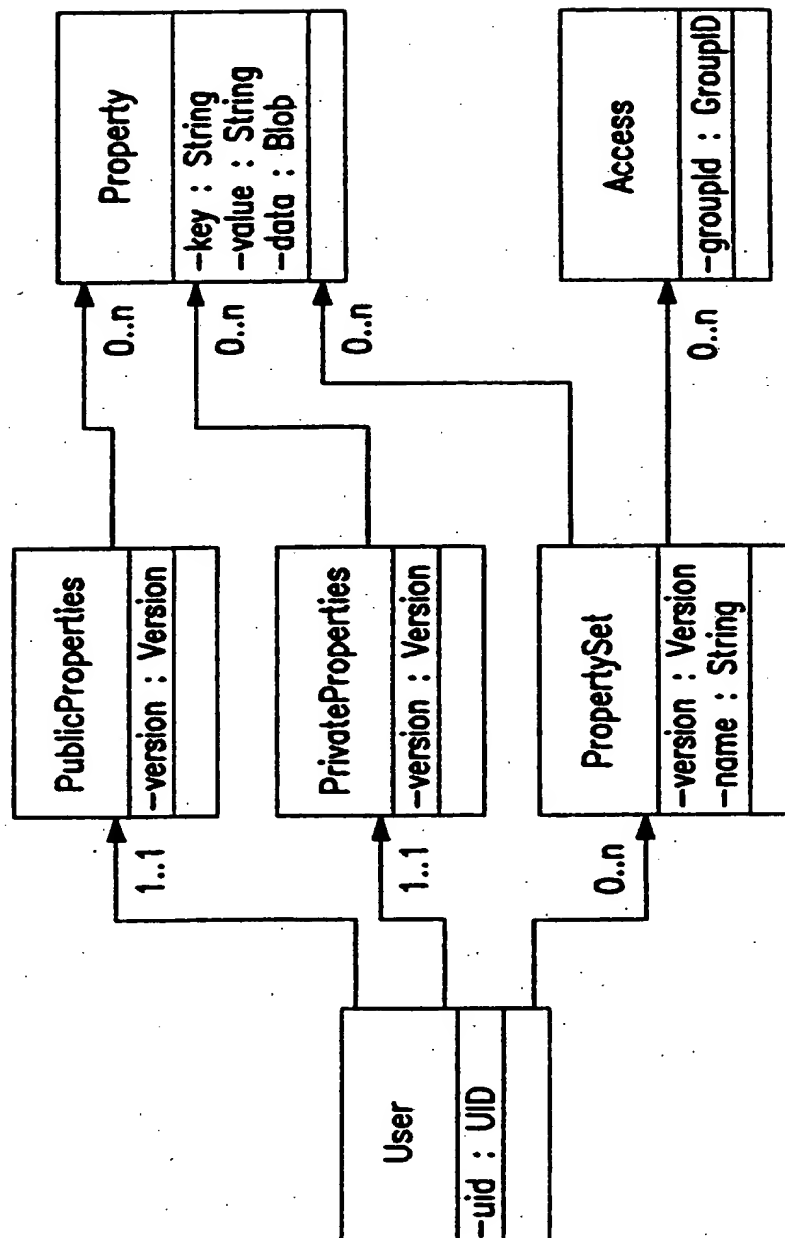 User
-uid : UID
1..1
1..1
0..n
PublicProperties
-version : Version
PrivateProperties
-version : Version
PropertySet
-version : Version
-name : String
0..n
0..n
0..n
0..n
Property
-key : String
-value : String
-data : Blob
Access
-groupId : GroupID